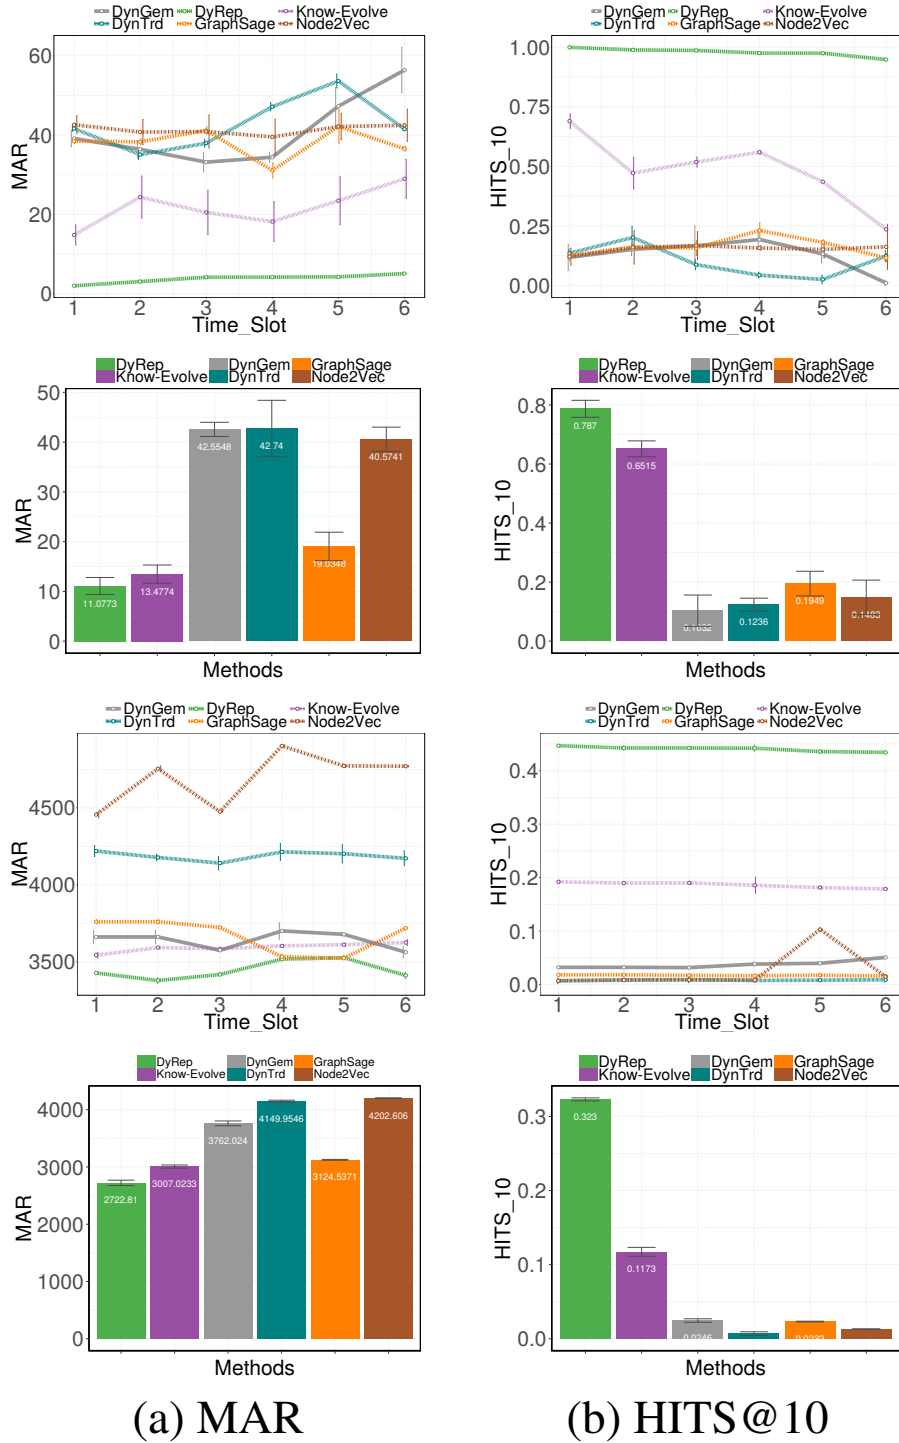 DynGem DyRep Know-Evolve
DynTrd GraphSage Node2Vec
MAR
60
40
20
0
1 2 3 4 5 6
Time_Slot
DynGem DyRep Know-Evolve
DynTrd GraphSage Node2Vec
HITS_10
1.00
0.75
0.50
0.25
0.00
1 2 3 4 5 6
Time_Slot
DyRep DynGem GraphSage
Know-Evolve DynTrd Node2Vec
MAR
50
40
30
20
10
0
11.0773
13.4774
42.5548
42.74
19.0348
40.5741
Methods
DyRep DynGem GraphSage
Know-Evolve DynTrd Node2Vec
HITS_10
0.8
0.6
0.4
0.2
0.0
0.787
0.6515
0.1032
0.1236
0.1949
0.1483
Methods
DynGem DyRep Know-Evolve
DynTrd GraphSage Node2Vec
MAR
4500
4000
3500
1 2 3 4 5 6
Time_Slot
DynGem DyRep Know-Evolve
DynTrd GraphSage Node2Vec
HITS_10
0.4
0.3
0.2
0.1
0.0
1 2 3 4 5 6
Time_Slot
DyRep DynGem GraphSage
Know-Evolve DynTrd Node2Vec
MAR
4000
3000
2000
1000
0
2722.81
3007.0233
3762.024
4149.9546
3124.5371
4202.606
Methods
DyRep DynGem GraphSage
Know-Evolve DynTrd Node2Vec
HITS_10
0.3
0.2
0.1
0.0
0.323
0.1173
0.0246
0.0232
Methods
(a) MAR
(b) HITS@10